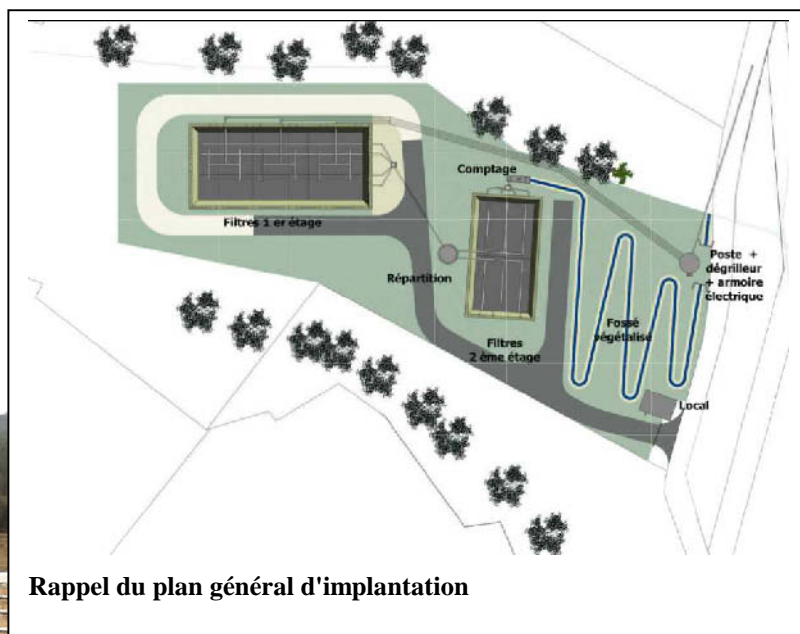 Comptage
Filtres 1 er étage
Répartition
Poste +
dégrilleur
+ armoire
électrique
Filtres
2 ème étage
Fossé
végétalisé
Local
Rappel du plan général d'implantation